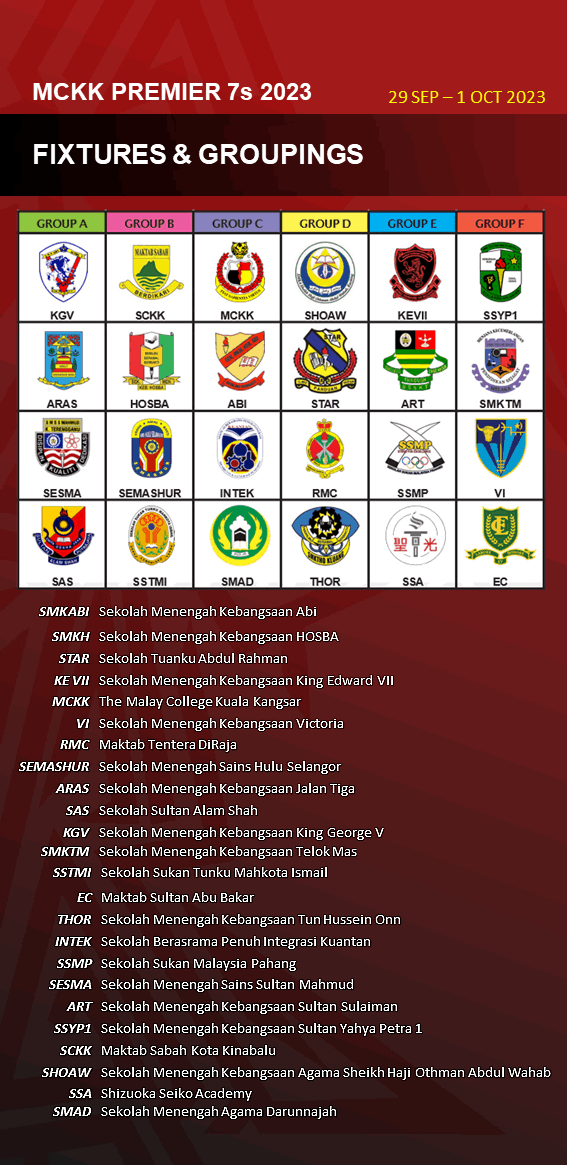 MCKK PREMIER 7s 2023
29 SEP – 1 OCT 2023
FIXTURES & GROUPINGS
GROUP A GROUP B GROUP C GROUP D GROUP E GROUP F
MAKTAB SABAH
BERDIKARI
KGV SCKK MCKK SHOAW KEVII SSYP1
STAR
ARAS HOSBA ABI STAR ART SMKTM
SSMP
SESMA SEMASHUR INTEK RMC SSMP VI
聖 光
SAS SSTMI SMAD THOR SSA EC
SMKABI Sekolah Menengah Kebangsaan Abi
SMKH Sekolah Menengah Kebangsaan HOSBA
STAR Sekolah Tuanku Abdul Rahman
KE VII Sekolah Menengah Kebangsaan King Edward VII
MCKK The Malay College Kuala Kangsar
VI Sekolah Menengah Kebangsaan Victoria
RMC Maktab Tentera DiRaja
SEMASHUR Sekolah Menengah Sains Hulu Selangor
ARAS Sekolah Menengah Kebangsaan Jalan Tiga
SAS Sekolah Sultan Alam Shah
KGV Sekolah Menengah Kebangsaan King George V
SMKTM Sekolah Menengah Kebangsaan Telok Mas
SSTMI Sekolah Sukan Tunku Mahkota Ismail
EC Maktab Sultan Abu Bakar
THOR Sekolah Menengah Kebangsaan Tun Hussein Onn
INTEK Sekolah Berasrama Penuh Integrasi Kuantan
SSMP Sekolah Sukan Malaysia Pahang
SESMA Sekolah Menengah Sains Sultan Mahmud
ART Sekolah Menengah Kebangsaan Sultan Sulaiman
SSYP1 Sekolah Menengah Kebangsaan Sultan Yahya Petra 1
SCKK Maktab Sabah Kota Kinabalu
SHOAW Sekolah Menengah Kebangsaan Agama Sheikh Haji Othman Abdul Wahab
SSA Shizuoka Seiko Academy
SMAD Sekolah Menengah Agama Darunnajah